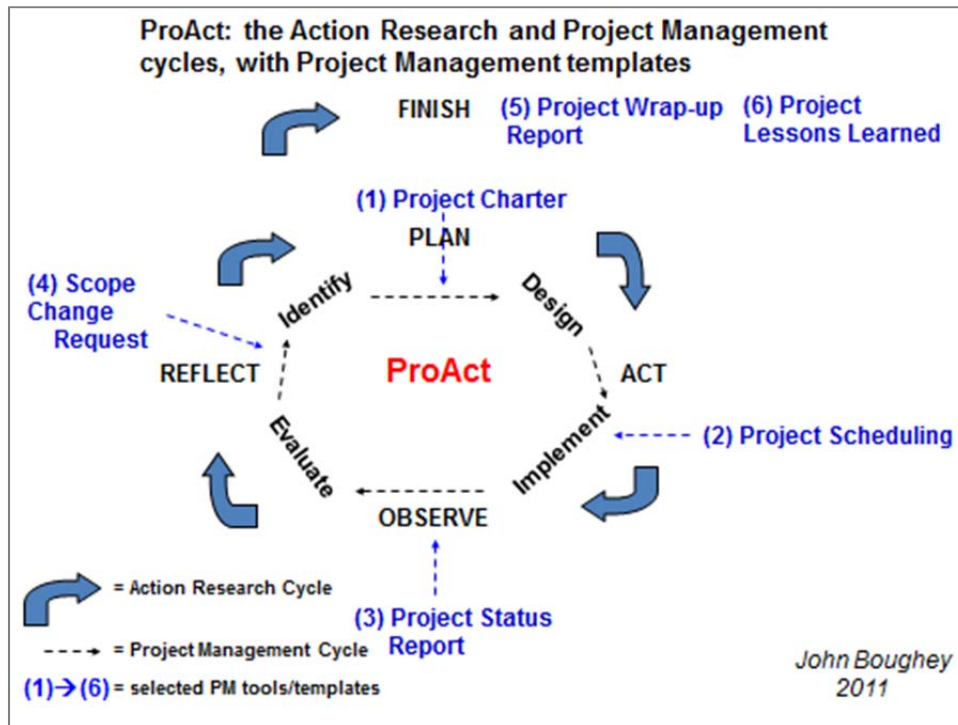 ProAct: the Action Research and Project Management
cycles, with Project Management templates
FINISH
(5) Project Wrap-up
Report
(6) Project
Lessons Learned
(1) Project Charter
PLAN
(4) Scope
Change
Request
Identify
Design
REFLECT
ProAct
ACT
Evaluate
Implement
(2) Project Scheduling
OBSERVE
(3) Project Status
Report
= Action Research Cycle
= Project Management Cycle
(1)→(6) = selected PM tools/templates
John Boughey
2011